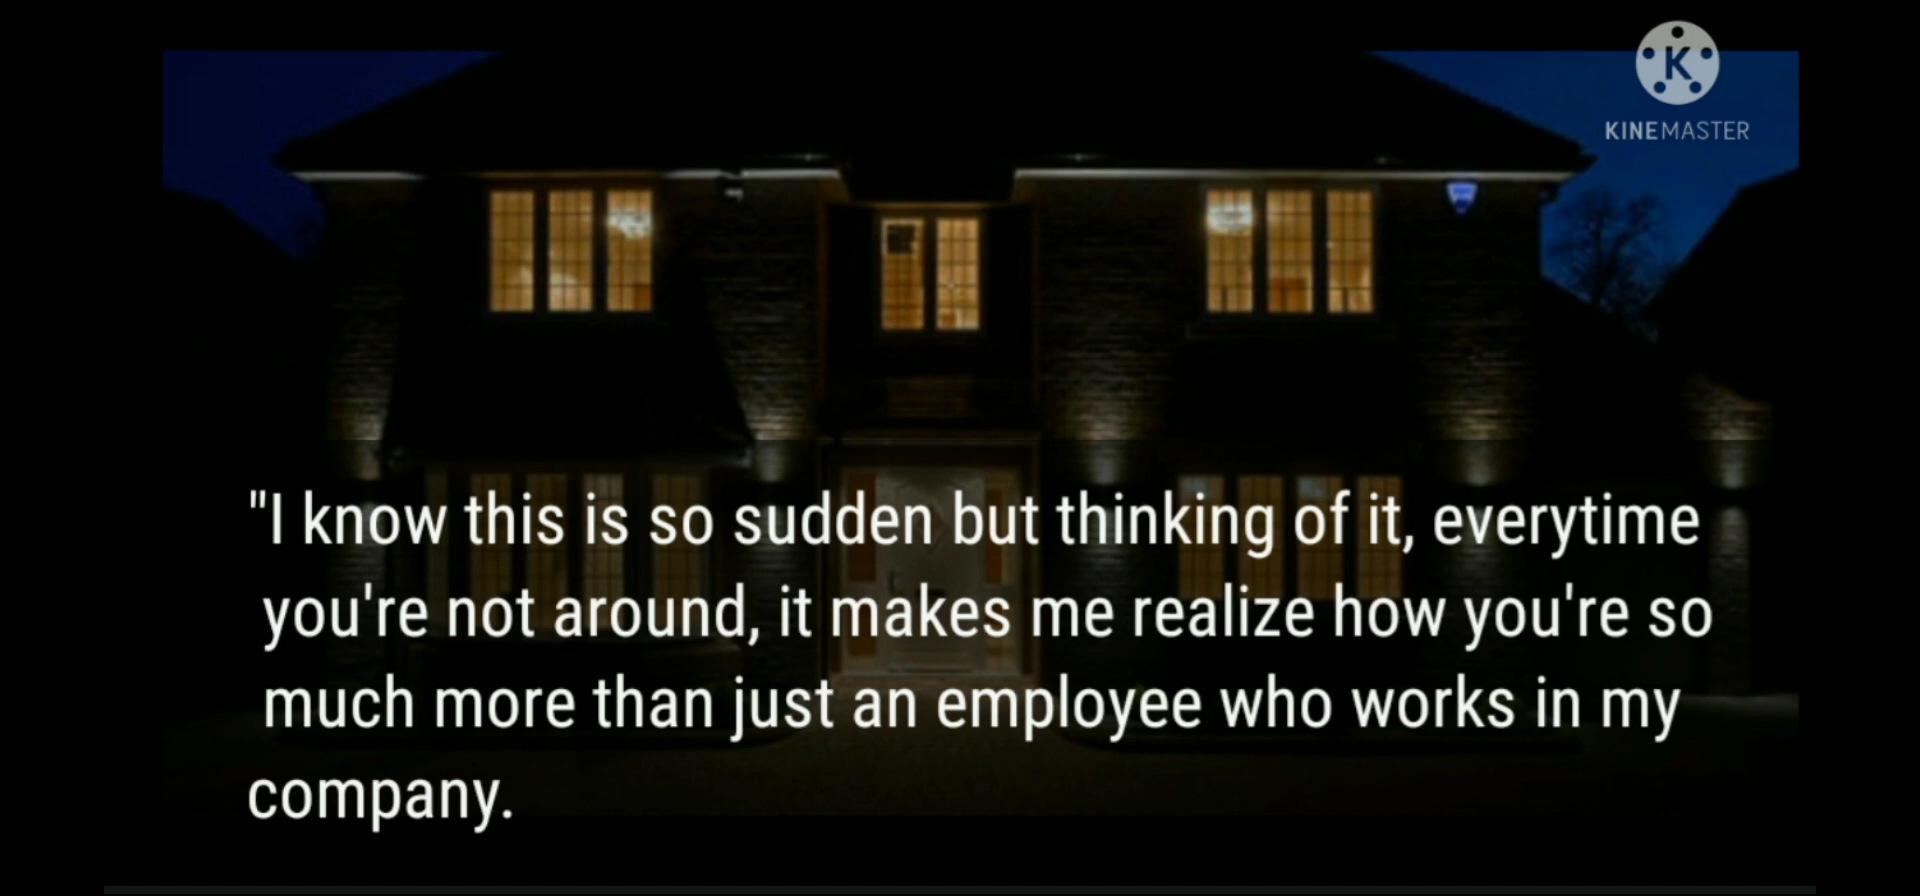 K
KINEMASTER
"I know this is so sudden but thinking of it, everytime
you're not around, it makes me realize how you're so
much more than just an employee who works in my
company.